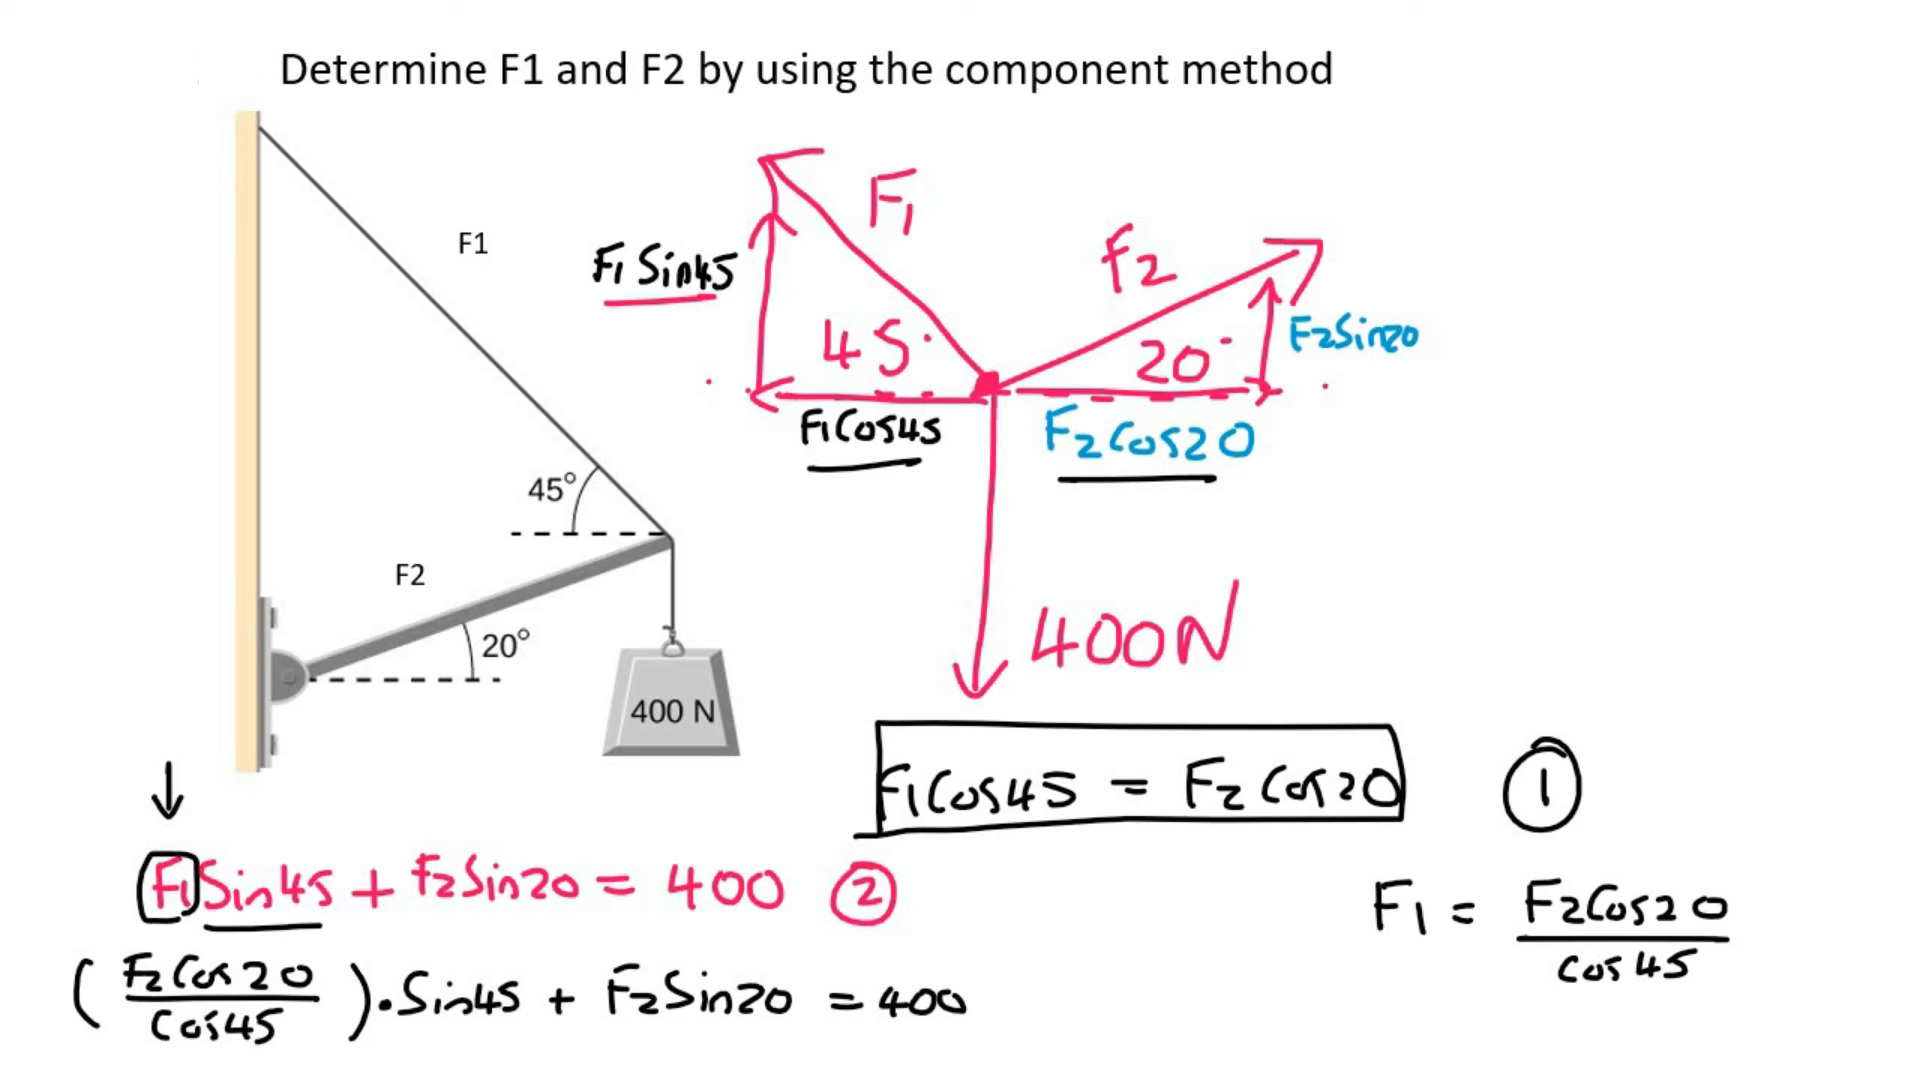 Determine F1 and F2 by using the component method
F1
45°
F2
20°
400 N
F1
F1 Sin45
45°
F1Cos45
F2
20°
F2Sin20
F2Cos20
400N
F1Cos45 = F2 Cos20 ①
F1Sin45 + F2Sin20 = 400 ②
F1 = F2Cos20 / Cos45
(F2Cos20 / Cos45) · Sin45 + F2Sin20 = 400